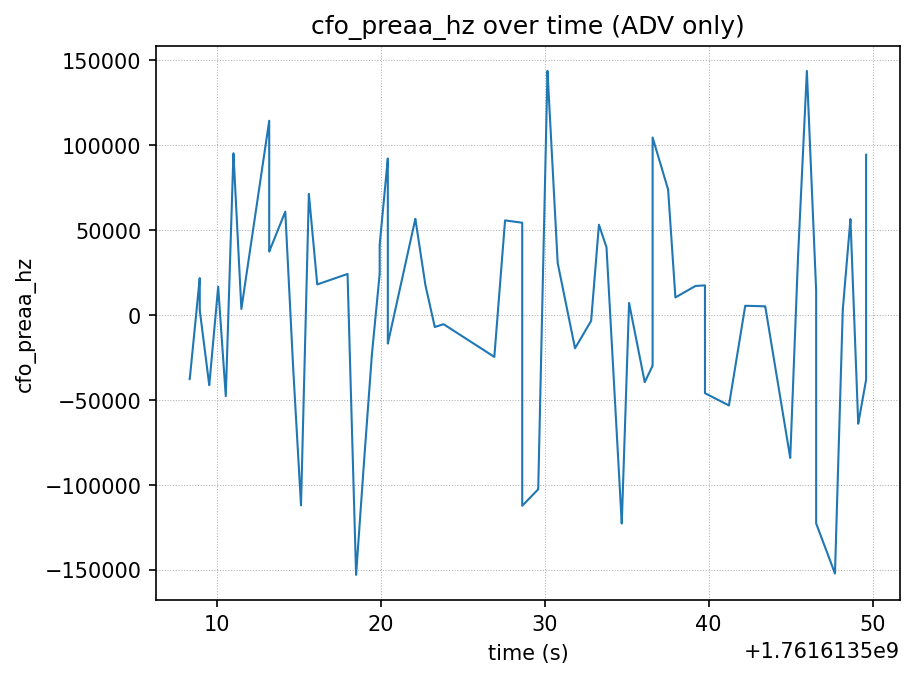 cfo_preaa_hz over time (ADV only)
150000
100000
50000
0
−50000
−100000
−150000
cfo_preaa_hz
10 20 30 40 50
time (s)
+1.7616135e9